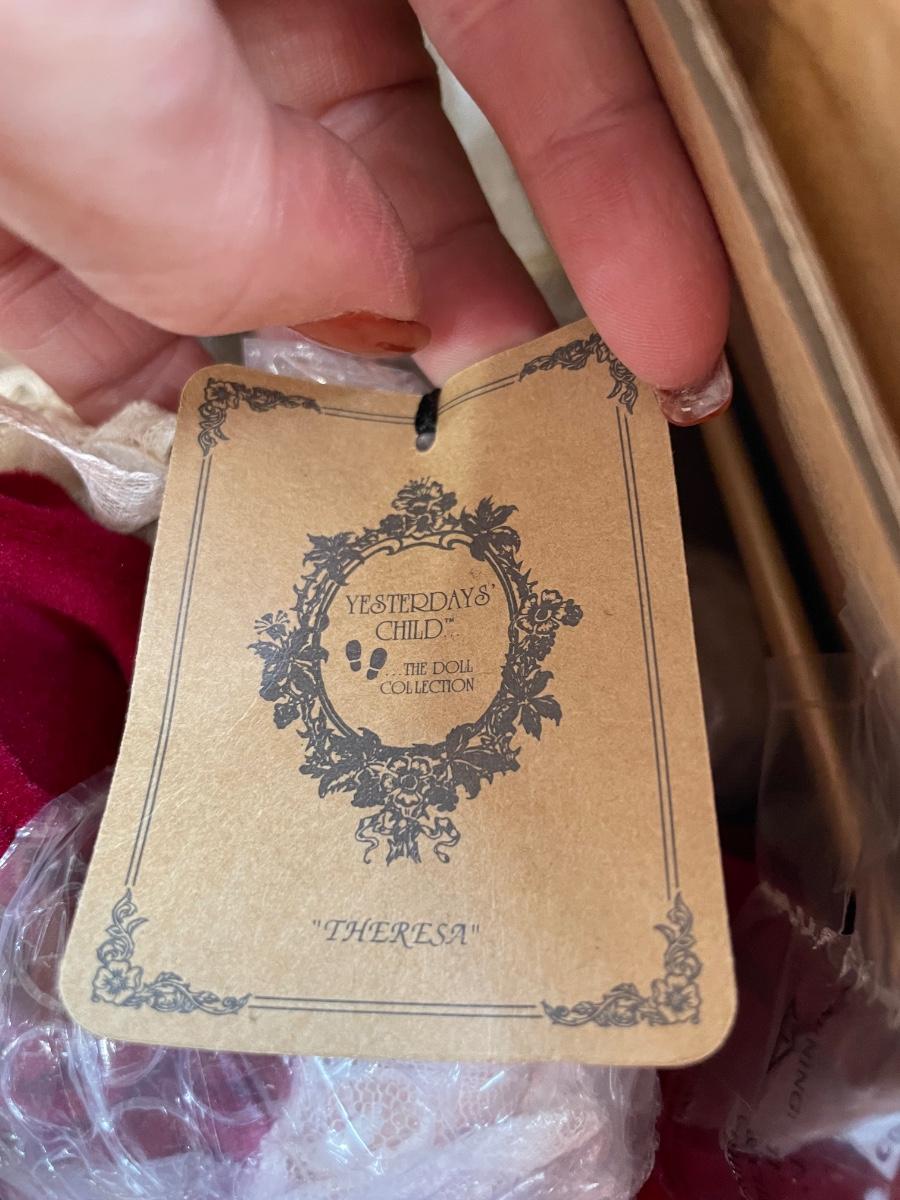 YESTERDAYS'
CHILD™
...THE DOLL
COLLECTION
"THERESA"